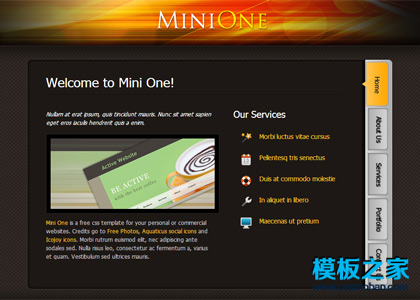 MINIONE
Welcome to Mini One!
Nullam at erat ipsum, quis tincidunt mauris. Nunc sit amet sapien
eget eros iaculis hendrerit quis a enim.
Active Website
BE ACTIVE
Mini One is a free css template for your personal or commercial
websites. Credits go to Free Photos, Aquaticus social icons and
Icojoy icons. Morbi rutrum euismod elit, nec adipiscing ante
sodales sed. Nulla risus leo, consectetur ac fermentum a, varius
et quam. Vestibulum sed ultrices mauris.
Our Services
Morbi luctus vitae cursus
Pellentesq tris senectus
Duis at commodo molestie
In aliquet in libero
Maecenas ut pretium
Home
About Us
Services
Portfolio
模板之家